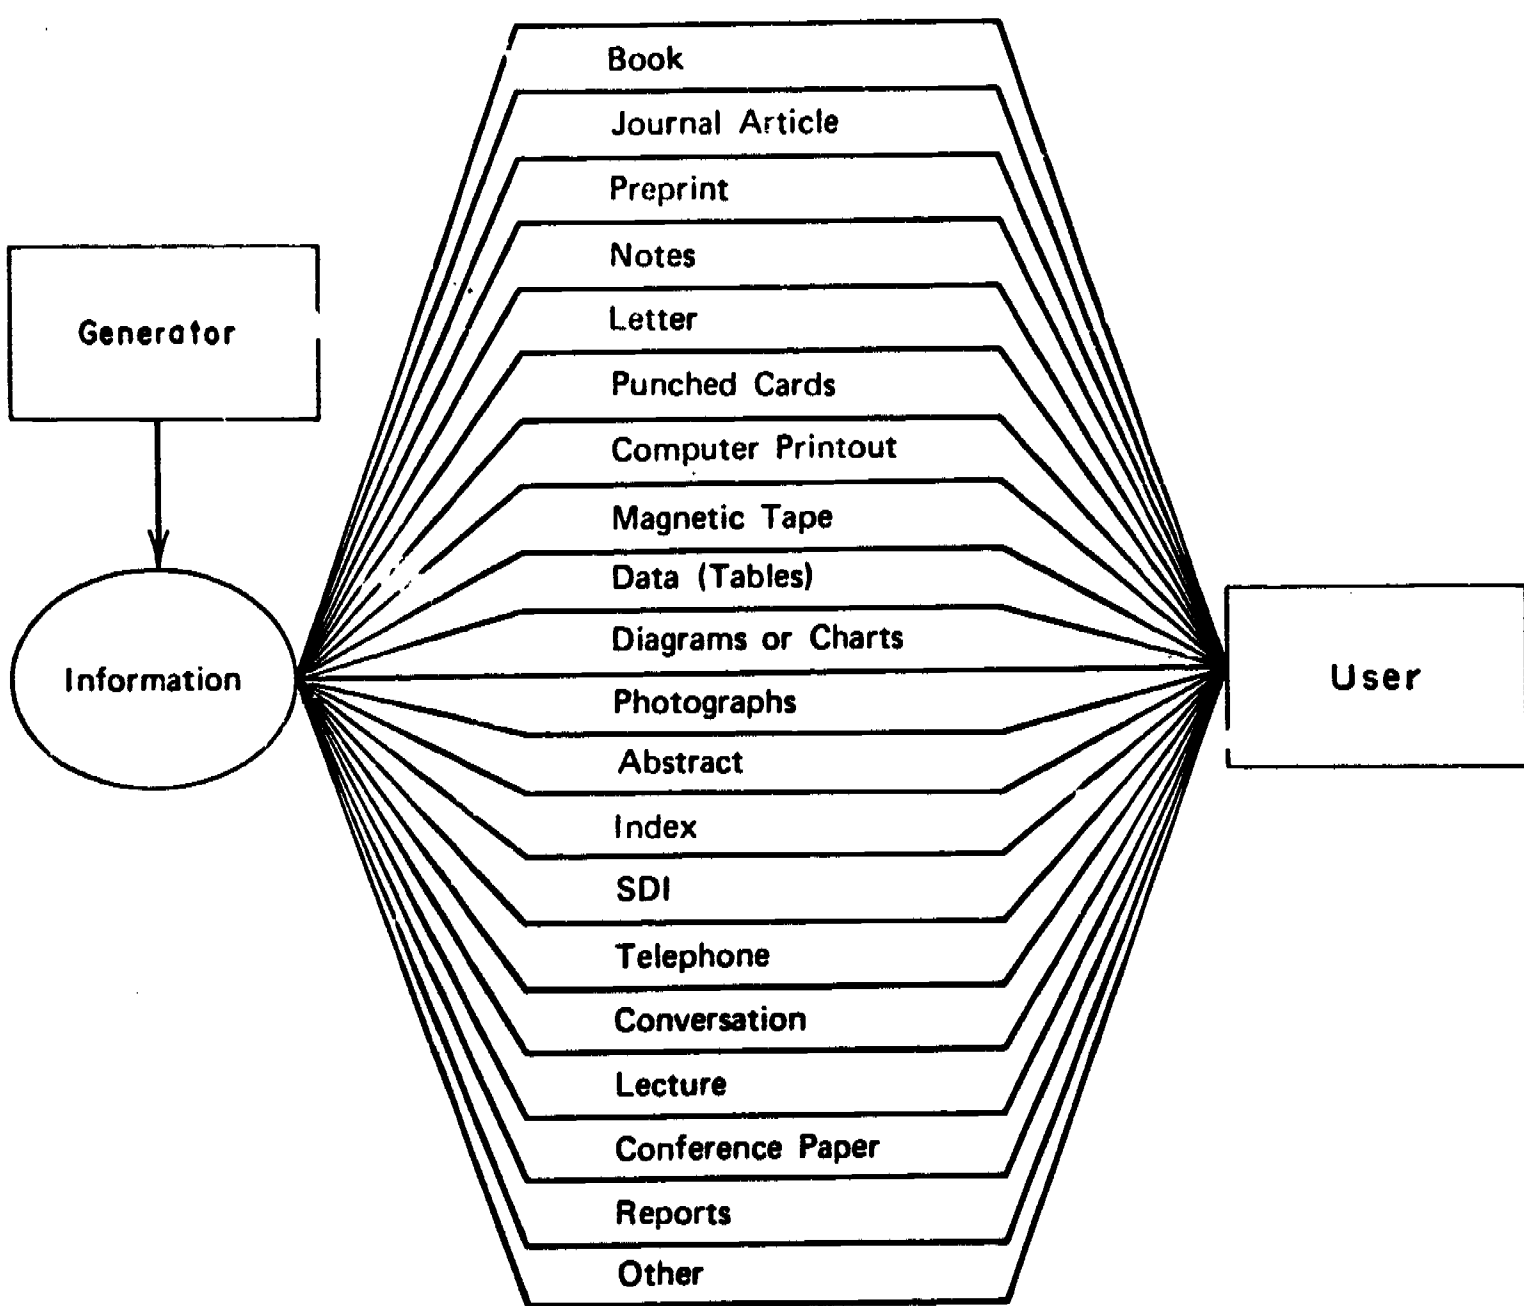 Book
Journal Article
Preprint
Notes
Generator
Letter
Punched Cards
Computer Printout
Magnetic Tape
Data (Tables)
Diagrams or Charts
Information
User
Photographs
Abstract
Index
SDI
Telephone
Conversation
Lecture
Conference Paper
Reports
Other